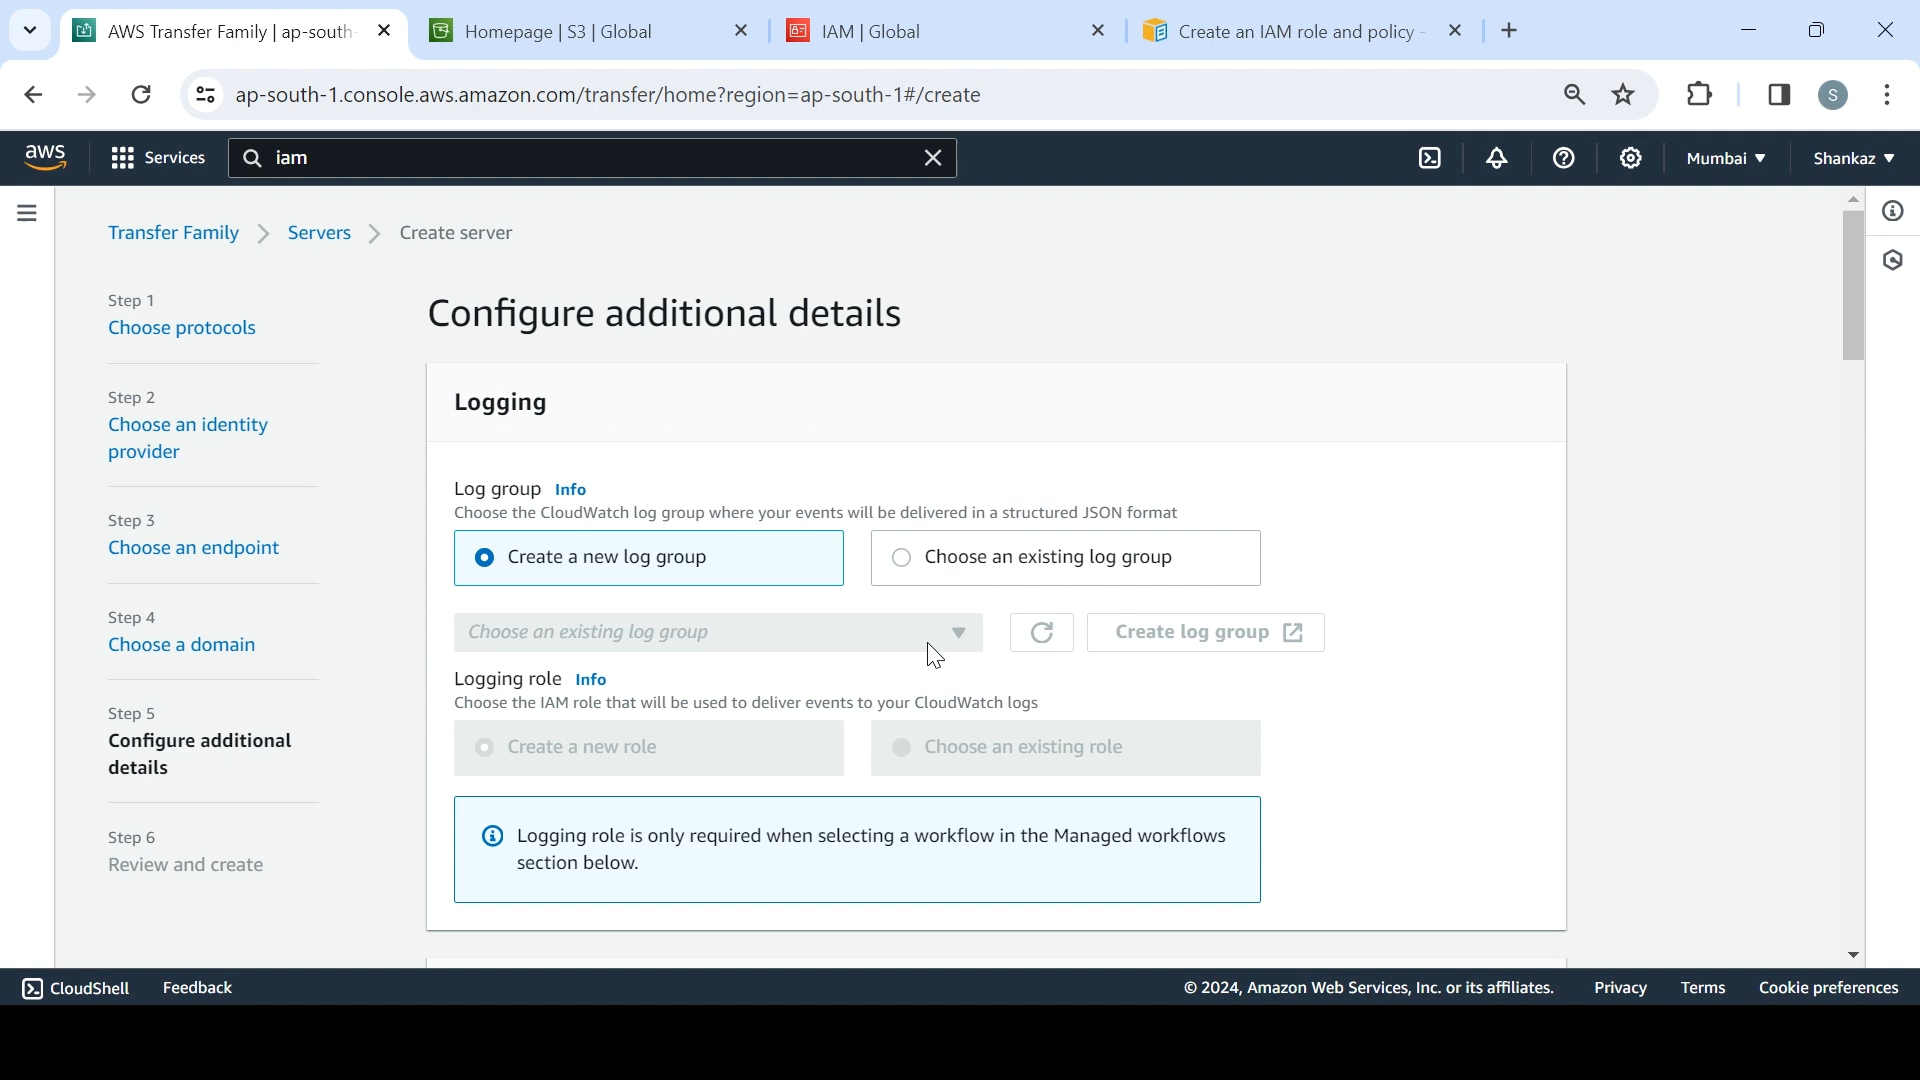 AWS Transfer Family | ap-south-
Homepage | S3 | Global
IAM | Global
Create an IAM role and policy -
ap-south-1.console.aws.amazon.com/transfer/home?region=ap-south-1#/create
S
aws
Services
iam
Mumbai
Shankaz
Transfer Family
Servers
Create server
Step 1
Choose protocols
Step 2
Choose an identity
provider
Step 3
Choose an endpoint
Step 4
Choose a domain
Step 5
Configure additional
details
Step 6
Review and create
Configure additional details
Logging
Log group Info
Choose the CloudWatch log group where your events will be delivered in a structured JSON format
Create a new log group
Choose an existing log group
Choose an existing log group
Create log group
Logging role Info
Choose the IAM role that will be used to deliver events to your CloudWatch logs
Create a new role
Choose an existing role
Logging role is only required when selecting a workflow in the Managed workflows
section below.
CloudShell
Feedback
© 2024, Amazon Web Services, Inc. or its affiliates.
Privacy
Terms
Cookie preferences